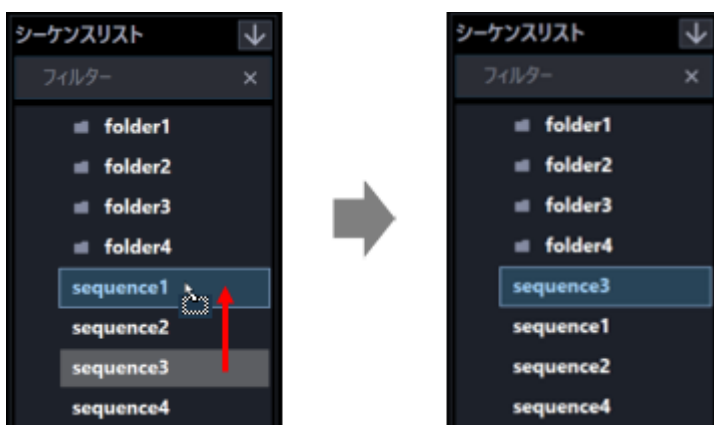 シーケンスリスト
フィルター
folder1
folder2
folder3
folder4
sequence1
sequence2
sequence3
sequence4
シーケンスリスト
フィルター
folder1
folder2
folder3
folder4
sequence3
sequence1
sequence2
sequence4